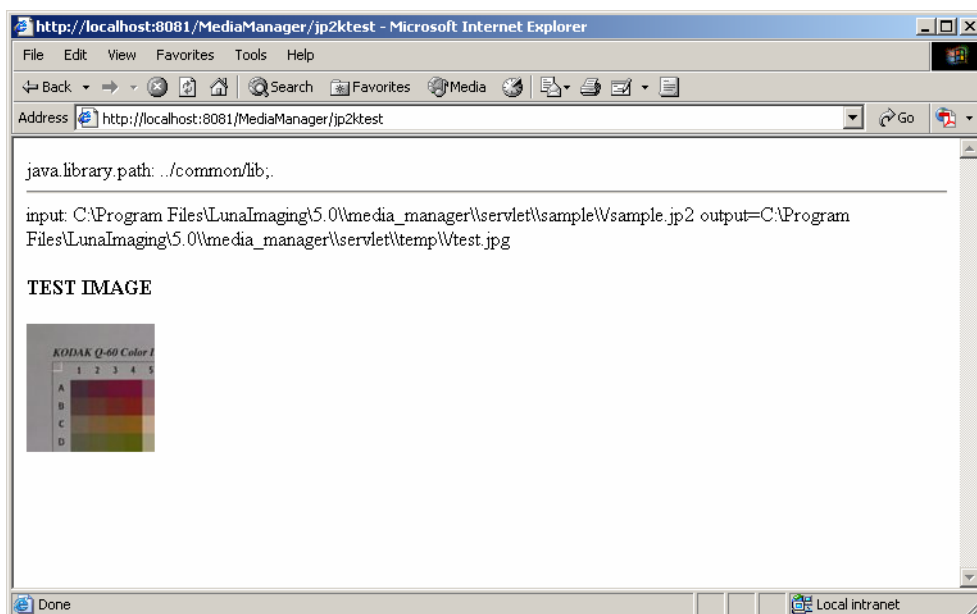 http://localhost:8081/MediaManager/jp2ktest - Microsoft Internet Explorer
File Edit View Favorites Tools Help
Back Search Favorites Media
Address http://localhost:8081/MediaManager/jp2ktest Go
java.library.path: ../common/lib;.
input: C:\Program Files\LunaImaging\5.0\\media_manager\\servlet\\sample\\/sample.jp2 output=C:\Program
Files\LunaImaging\5.0\\media_manager\\servlet\\temp\\/test.jpg
TEST IMAGE
KODAK Q-60 Color I
1 2 3 4 5
A
B
C
D
Done Local intranet